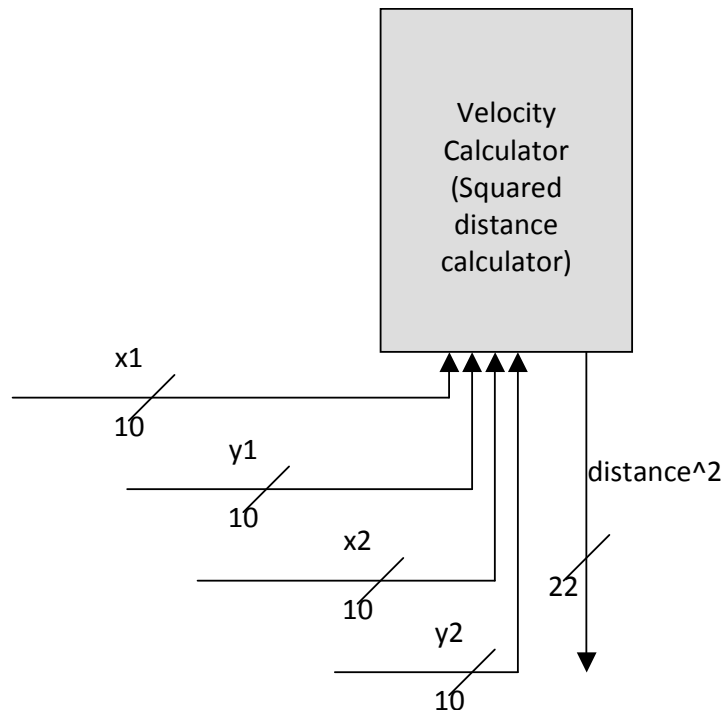 Velocity
Calculator
(Squared
distance
calculator)
x1
10
y1
10
distance^2
x2
10
22
y2
10